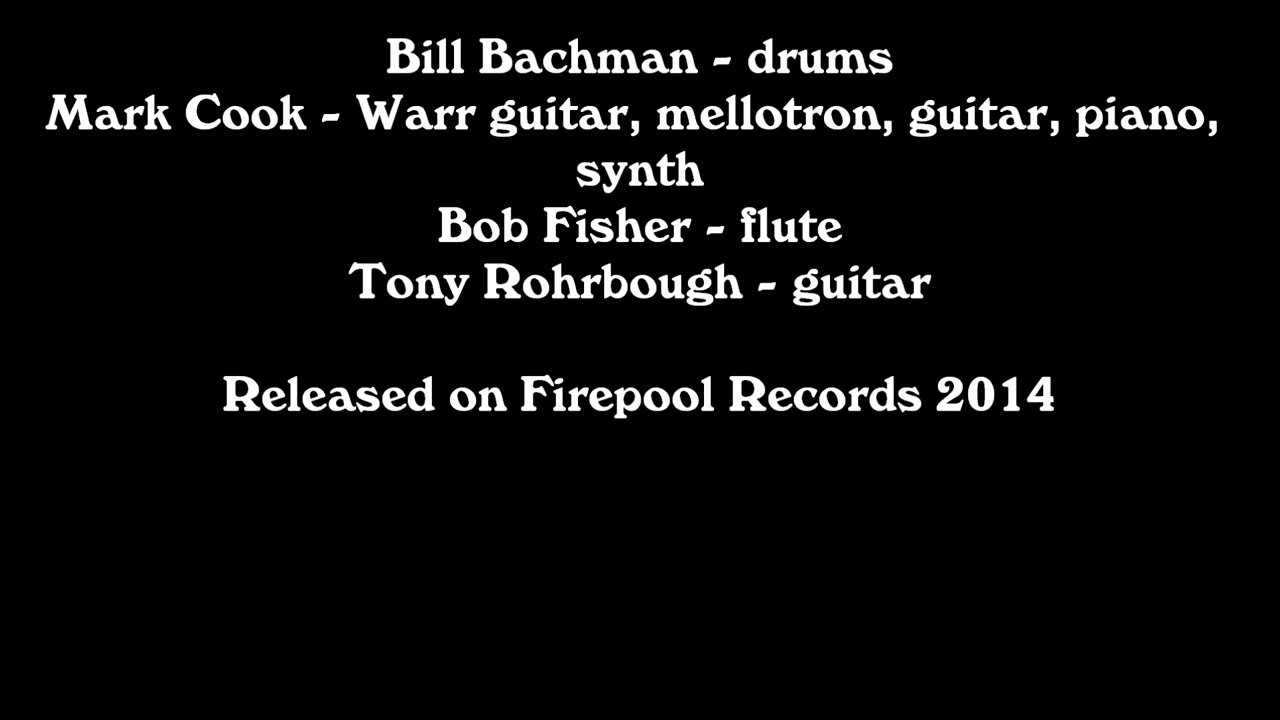 Bill Bachman - drums
Mark Cook - Warr guitar, mellotron, guitar, piano,
synth
Bob Fisher - flute
Tony Rohrbough - guitar
Released on Firepool Records 2014